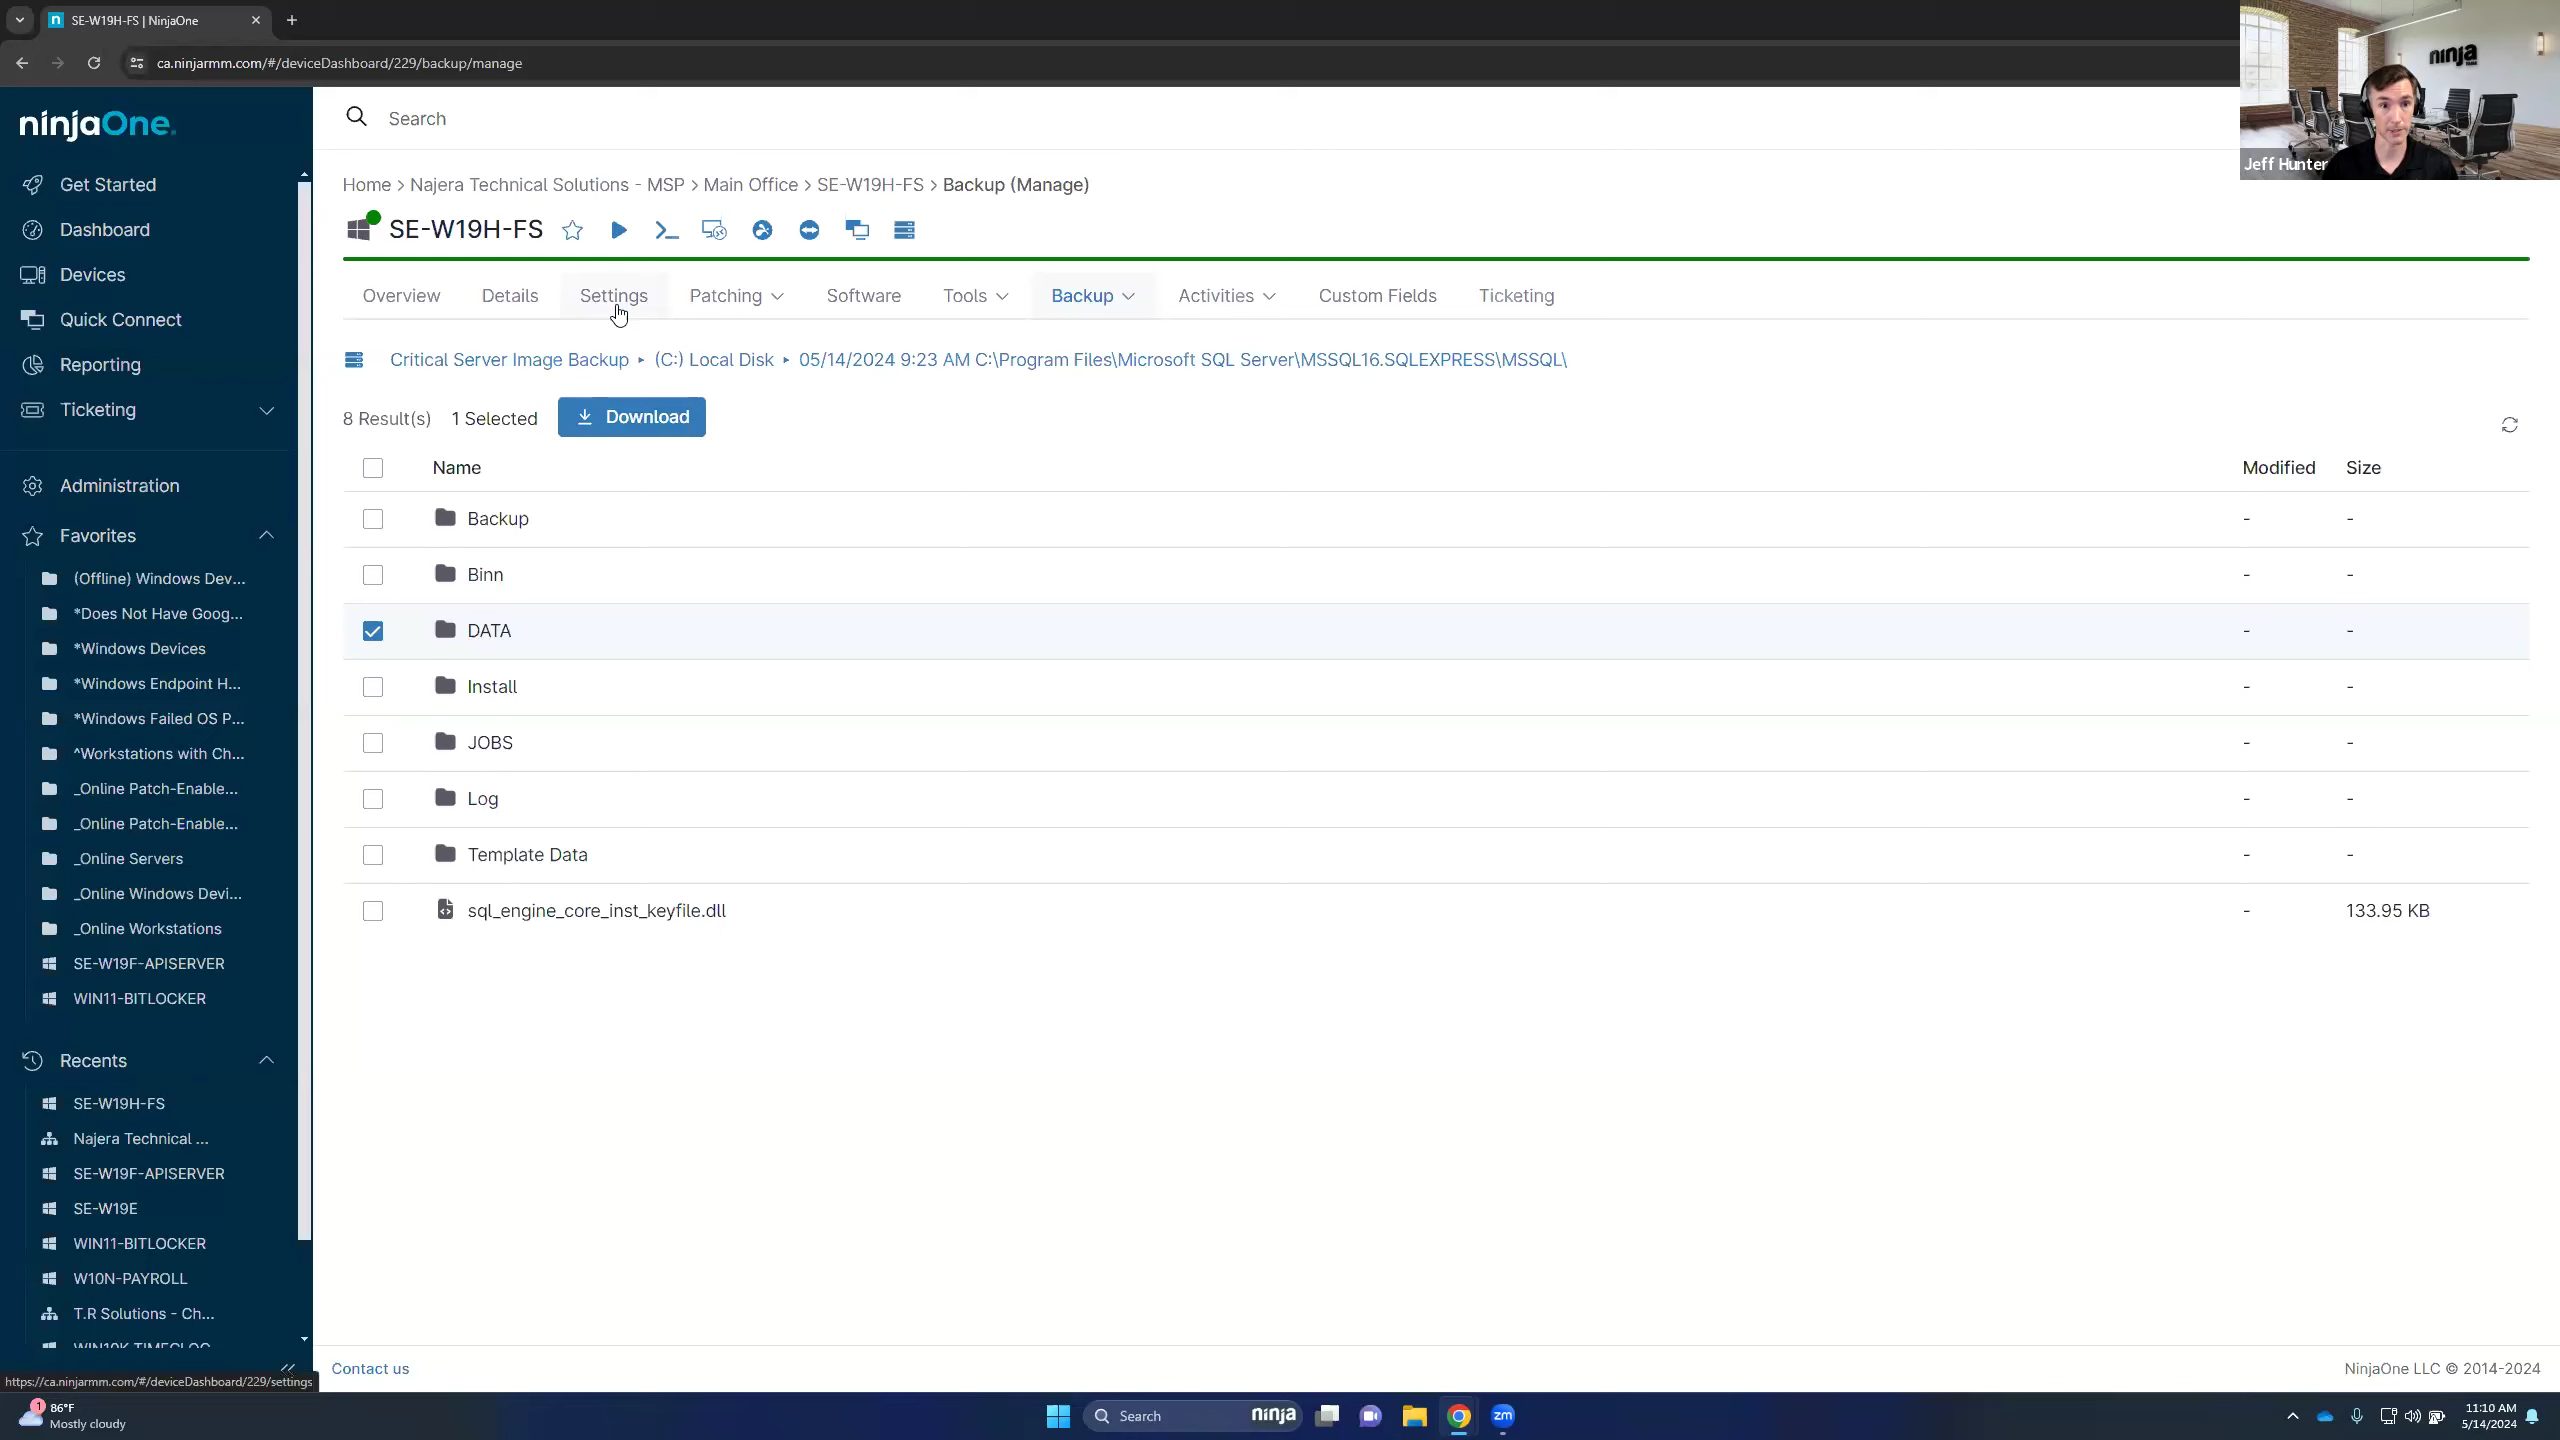 SE-W19H-FS | NinjaOne
ca.ninjarmm.com/#/deviceDashboard/229/backup/manage
ninja
Jeff Hunter
ninjaOne.
Get Started
Dashboard
Devices
Quick Connect
Reporting
Ticketing
Administration
Favorites
(Offline) Windows Dev...
*Does Not Have Goog...
*Windows Devices
*Windows Endpoint H...
*Windows Failed OS P...
^Workstations with Ch...
_Online Patch-Enable...
_Online Patch-Enable...
_Online Servers
_Online Windows Devi...
_Online Workstations
SE-W19F-APISERVER
WIN11-BITLOCKER
Recents
SE-W19H-FS
Najera Technical ...
SE-W19F-APISERVER
SE-W19E
WIN11-BITLOCKER
W10N-PAYROLL
T.R Solutions - Ch...
https://ca.ninjarmm.com/#/deviceDashboard/229/settings
Search
Home > Najera Technical Solutions - MSP > Main Office > SE-W19H-FS > Backup (Manage)
SE-W19H-FS
Overview Details Settings Patching Software Tools Backup Activities Custom Fields Ticketing
Critical Server Image Backup ▸ (C:) Local Disk ▸ 05/14/2024 9:23 AM C:\Program Files\Microsoft SQL Server\MSSQL16.SQLEXPRESS\MSSQL\
8 Result(s) 1 Selected Download
Name Modified Size
Backup - -
Binn - -
DATA - -
Install - -
JOBS - -
Log - -
Template Data - -
sql_engine_core_inst_keyfile.dll - 133.95 KB
Contact us
NinjaOne LLC © 2014-2024
1
86°F
Mostly cloudy
Search
ninja
zm
11:10 AM
5/14/2024